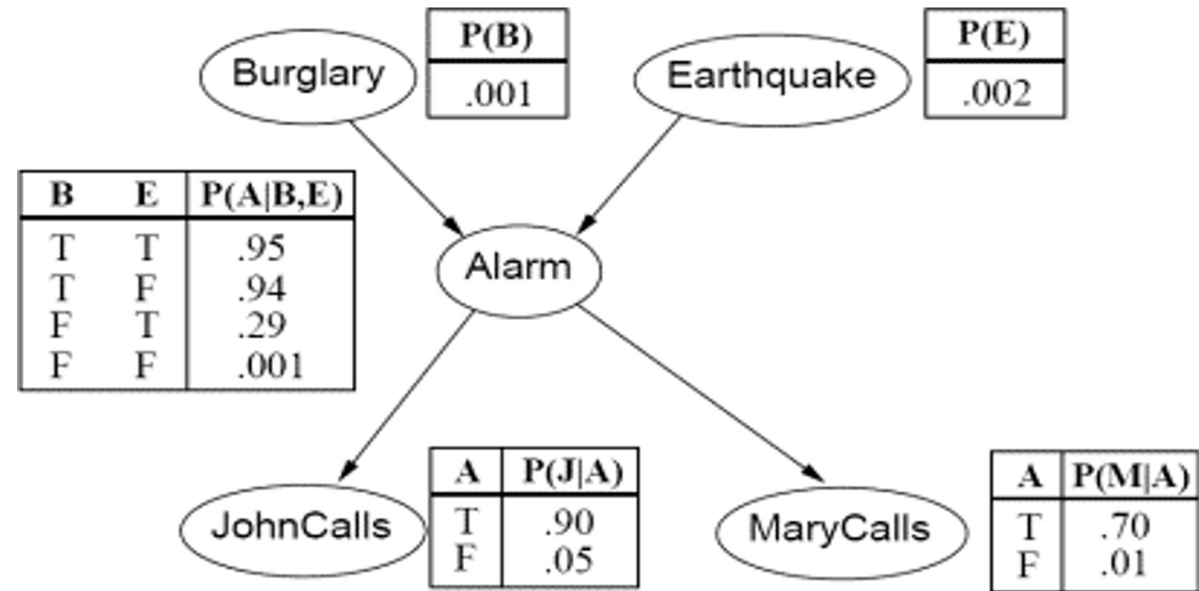 Burglary
P(B)
.001
Earthquake
P(E)
.002
B E P(A|B,E)
T T .95
T F .94
F T .29
F F .001
Alarm
JohnCalls
A P(J|A)
T .90
F .05
MaryCalls
A P(M|A)
T .70
F .01